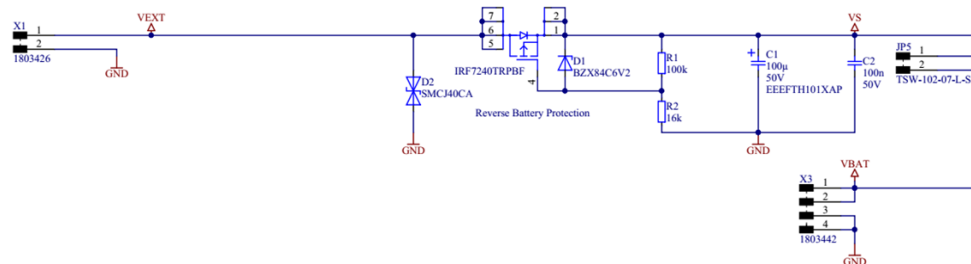 X1
1
2
1803426
VEXT
GND
D2
SMCJ40CA
GND
7
6
5
2
1
4
IRF7240TRPBF
D1
BZX84C6V2
Reverse Battery Protection
R1
100k
R2
16k
C1
100µ
50V
EEEFTH101XAP
GND
VS
C2
100n
50V
JP5
1
2
TSW-102-07-L-S
VBAT
X3
1
2
3
4
1803442
GND